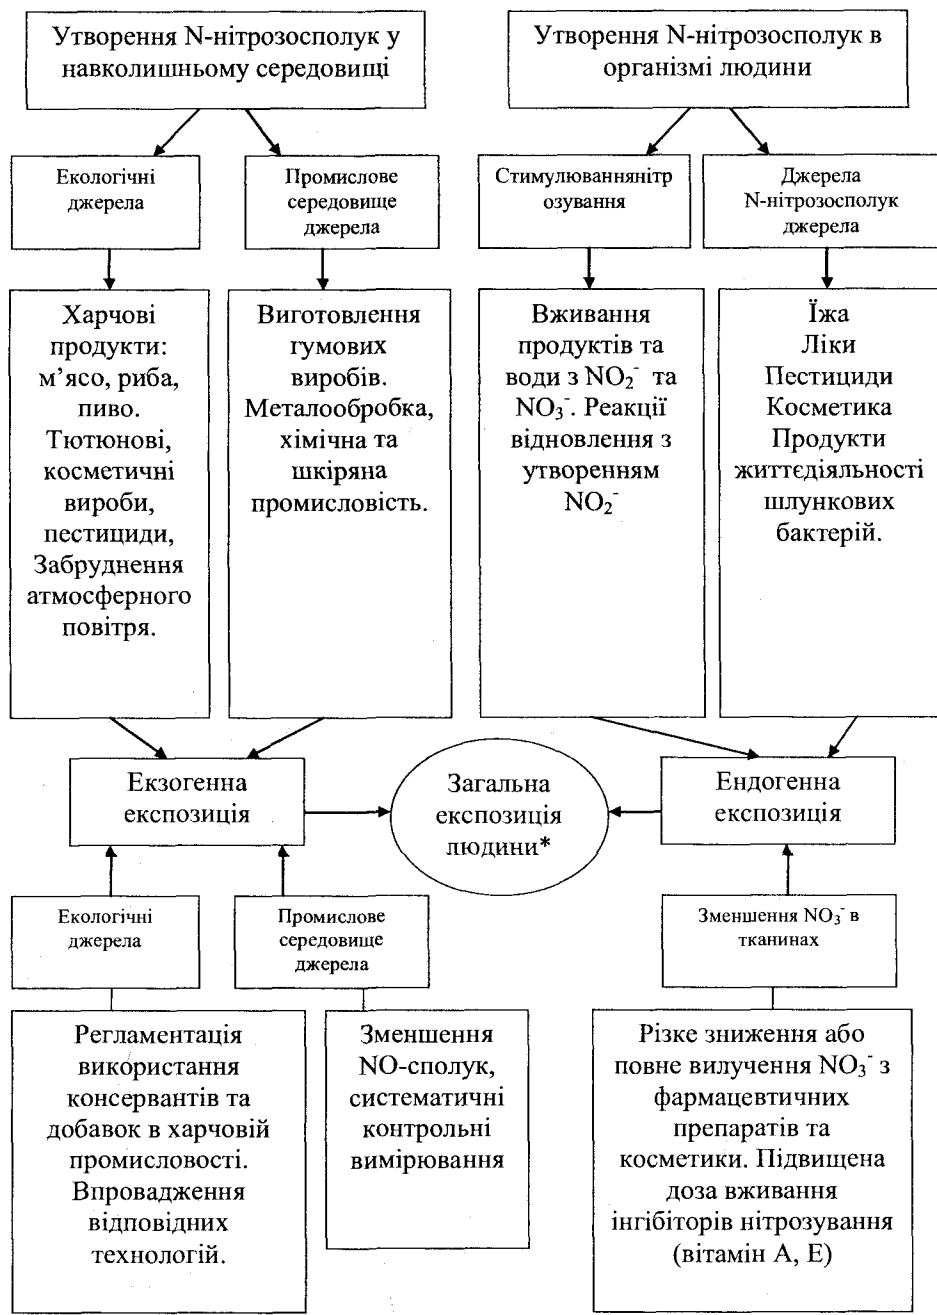 Утворення N-нітрозосполук у
навколишньому середовищі
Утворення N-нітрозосполук в
організмі людини
Екологічні
джерела
Промислове
середовище
джерела
Стимулюваннянітр
озування
Джерела
N-нітрозосполук
джерела
Харчові
продукти:
м’ясо, риба,
пиво.
Тютюнові,
косметичні
вироби,
пестициди,
Забруднення
атмосферного
повітря.
Виготовлення
гумових
виробів.
Металообробка,
хімічна та
шкіряна
промисловість.
Вживання
продуктів та
води з NO₂⁻ та
NO₃⁻. Реакції
відновлення з
утворенням
NO₂⁻
Їжа
Ліки
Пестициди
Косметика
Продукти
життєдіяльності
шлункових
бактерій.
Екзогенна
експозиція
Загальна
експозиція
людини*
Ендогенна
експозиція
Екологічні
джерела
Промислове
середовище
джерела
Зменшення NO₃⁻ в
тканинах
Регламентація
використання
консервантів та
добавок в харчовій
промисловості.
Впровадження
відповідних
технологій.
Зменшення
NO-сполук,
систематичні
контрольні
вимірювання
Різке зниження або
повне вилучення NO₃⁻ з
фармацевтичних
препаратів та
косметики. Підвищена
доза вживання
інгібіторів нітрозування
(вітамін А, Е)